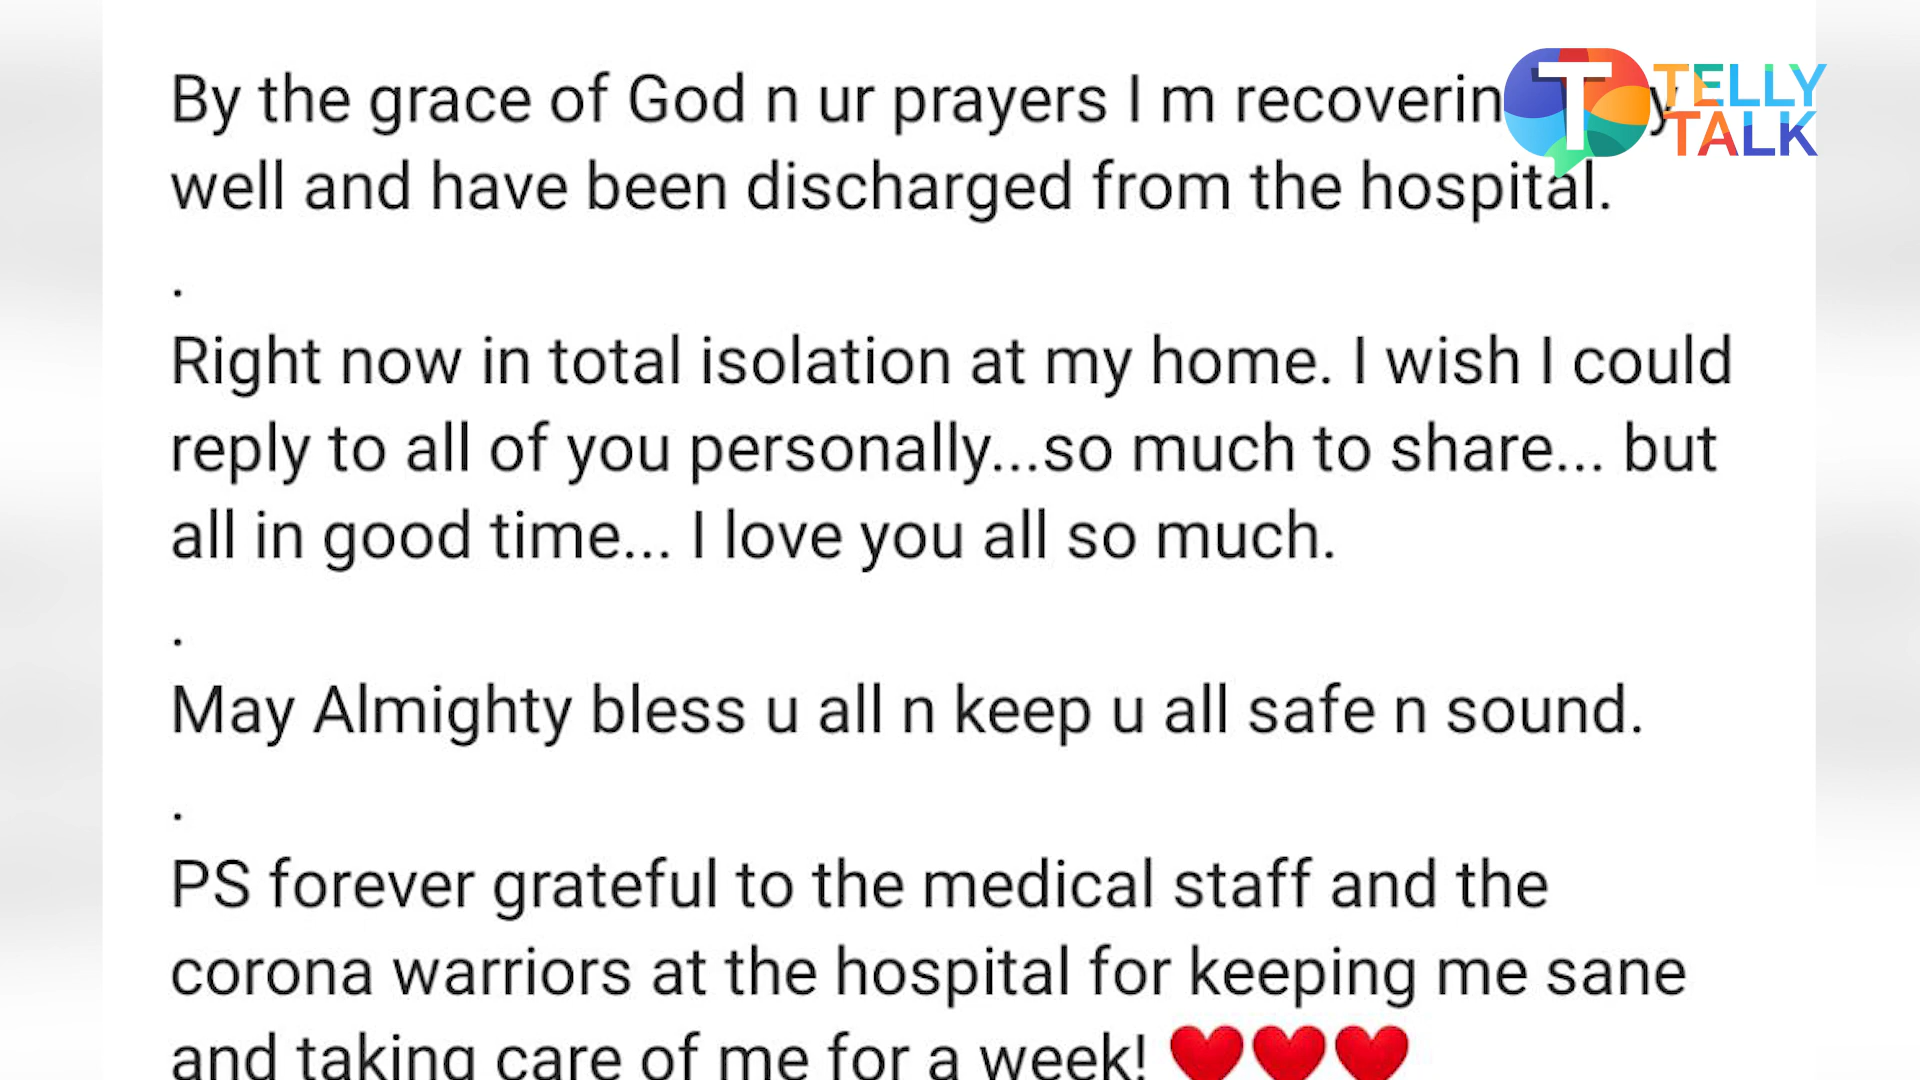 By the grace of God n ur prayers I m recoverin
well and have been discharged from the hospital.
.
Right now in total isolation at my home. I wish I could
reply to all of you personally...so much to share... but
all in good time... I love you all so much.
.
May Almighty bless u all n keep u all safe n sound.
.
PS forever grateful to the medical staff and the
corona warriors at the hospital for keeping me sane
and taking care of me for a week! ❤❤❤
T TELLY
TALK